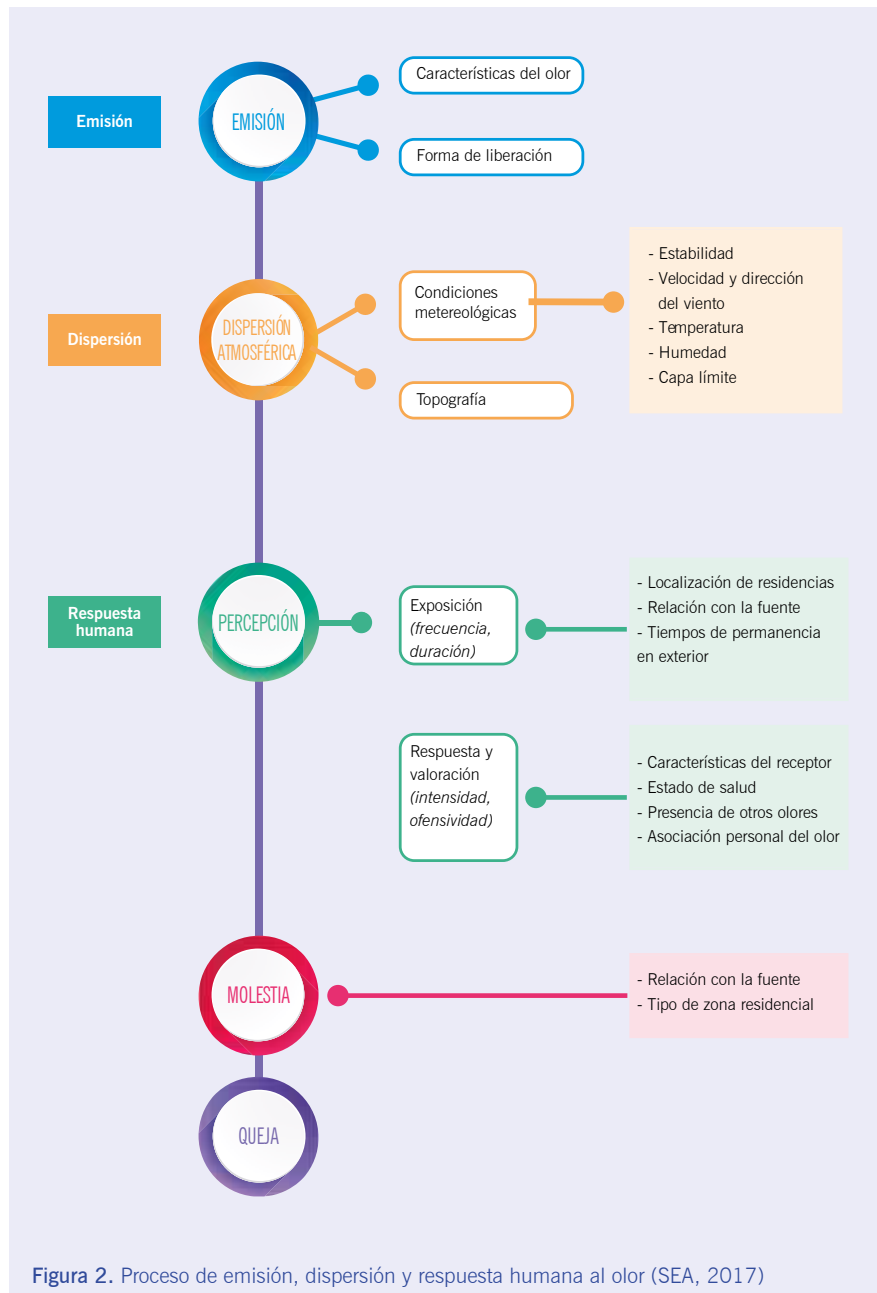 Emisión
EMISIÓN
Características del olor
Forma de liberación
Dispersión
DISPERSIÓN
ATMOSFÉRICA
Condiciones
metereológicas
- Estabilidad
- Velocidad y dirección
del viento
- Temperatura
- Humedad
- Capa límite
Topografía
Respuesta
humana
PERCEPCIÓN
Exposición
(frecuencia,
duración)
- Localización de residencias
- Relación con la fuente
- Tiempos de permanencia
en exterior
Respuesta y
valoración
(intensidad,
ofensividad)
- Características del receptor
- Estado de salud
- Presencia de otros olores
- Asociación personal del olor
MOLESTIA
- Relación con la fuente
- Tipo de zona residencial
QUEJA
Figura 2. Proceso de emisión, dispersión y respuesta humana al olor (SEA, 2017)